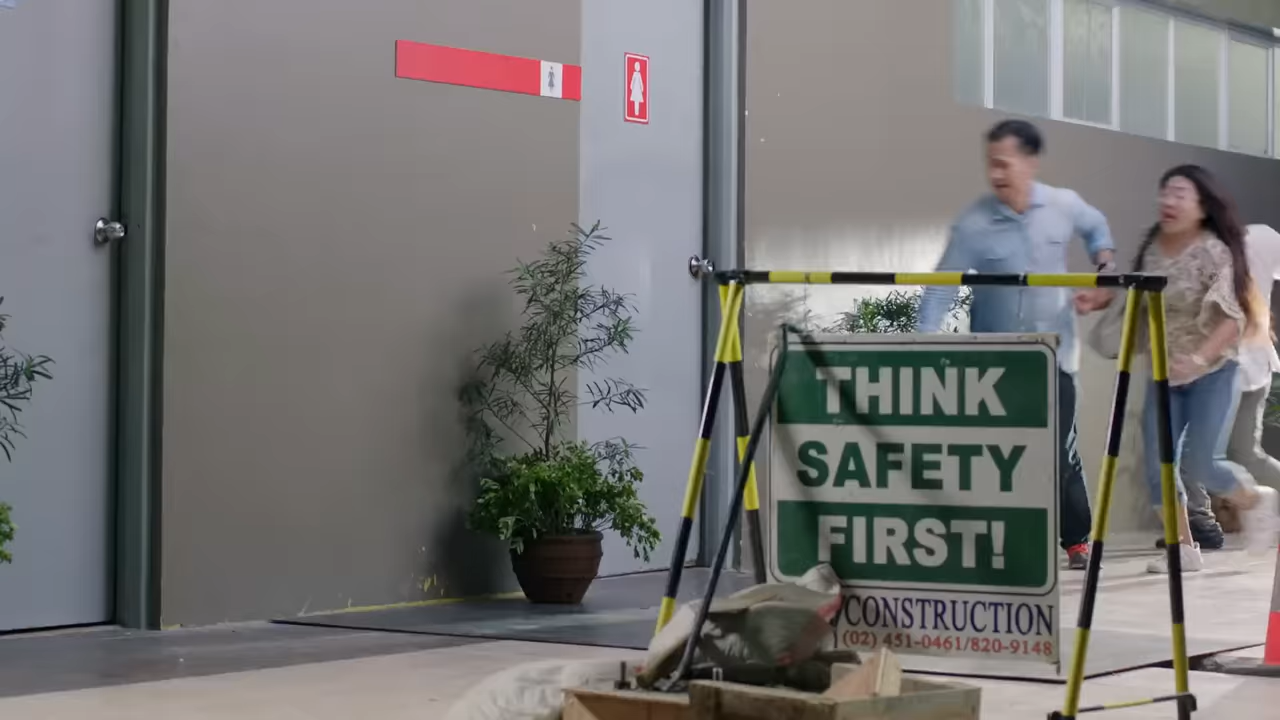 THINK
SAFETY
FIRST!
CONSTRUCTION
(02) 451-0461/820-9148